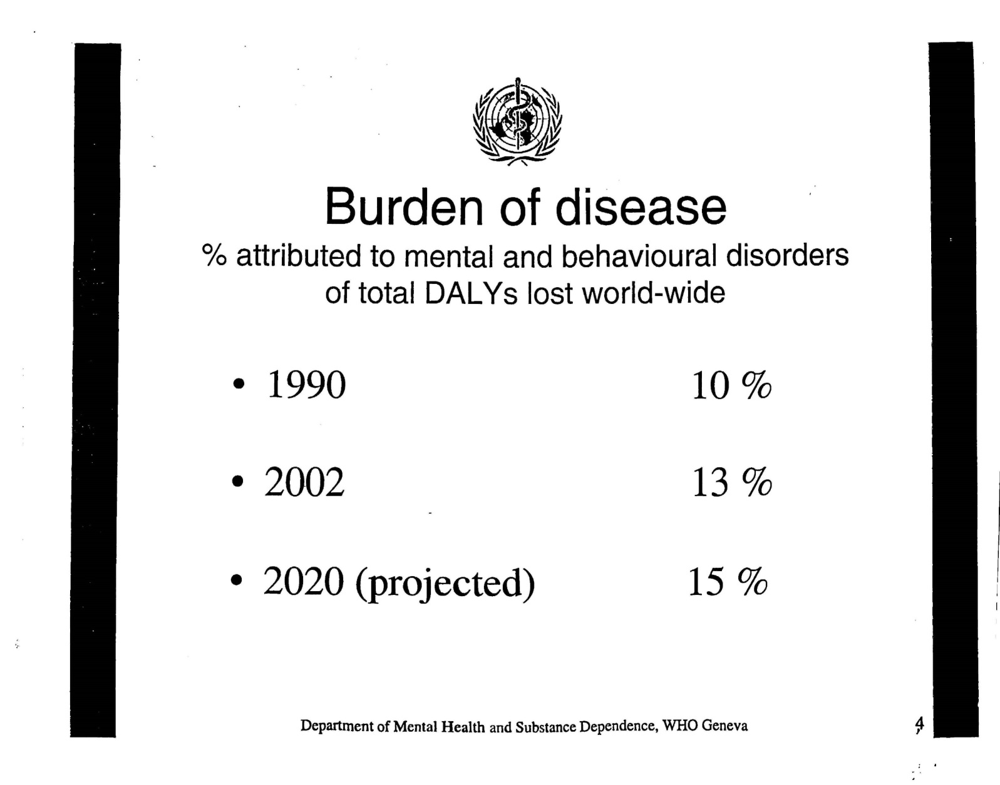 Burden of disease
% attributed to mental and behavioural disorders
of total DALYs lost world-wide
• 1990 10 %
• 2002 13 %
• 2020 (projected) 15 %
Department of Mental Health and Substance Dependence, WHO Geneva
4